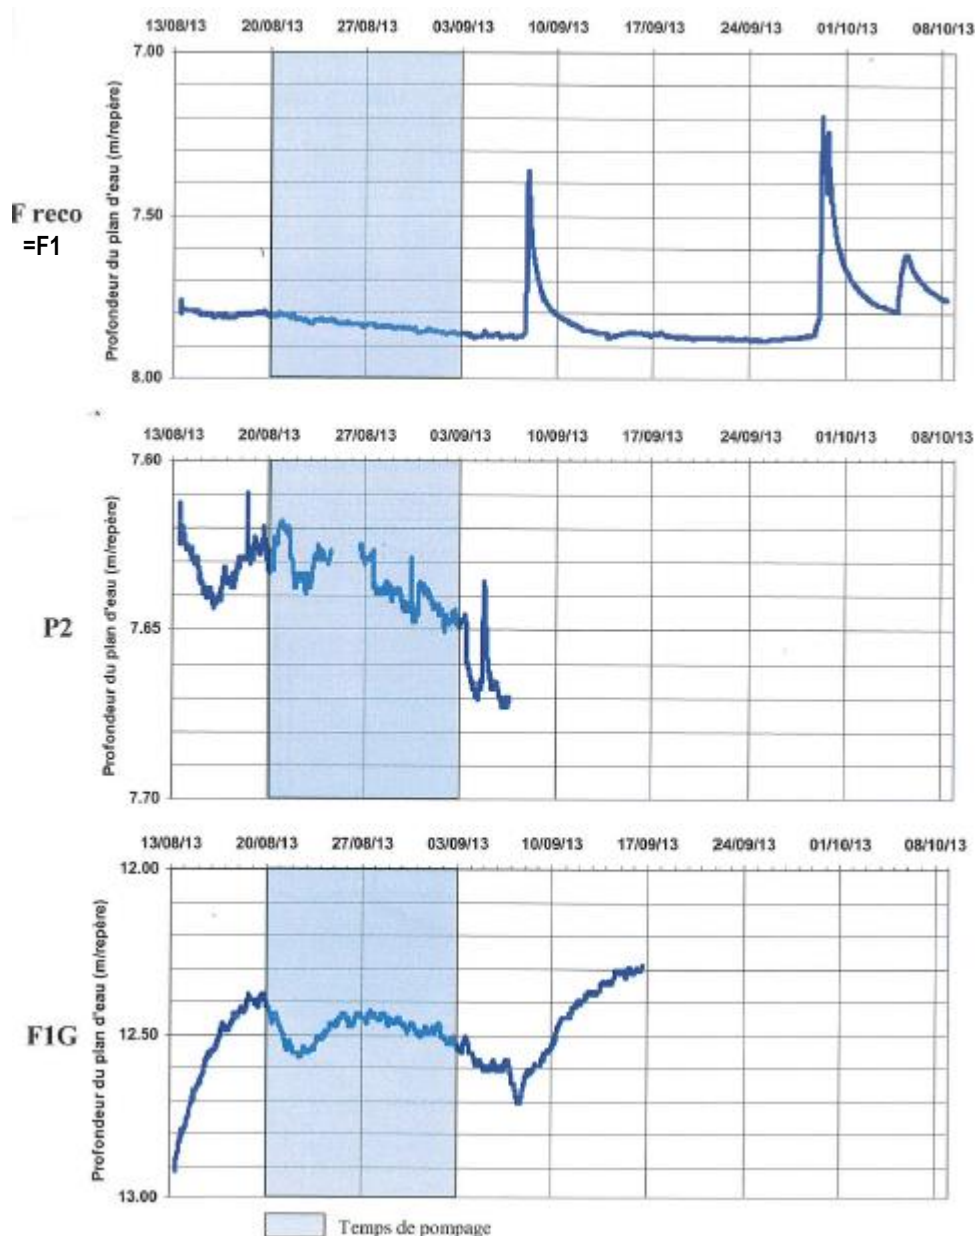 13/08/13 20/08/13 27/08/13 03/09/13 10/09/13 17/09/13 24/09/13 01/10/13 08/10/13
7.00
7.50
8.00
Profondeur du plan d'eau (m/repère)
F reco
=F1
13/08/13 20/08/13 27/08/13 03/09/13 10/09/13 17/09/13 24/09/13 01/10/13 08/10/13
7.60
7.65
7.70
Profondeur du plan d'eau (m/repère)
P2
13/08/13 20/08/13 27/08/13 03/09/13 10/09/13 17/09/13 24/09/13 01/10/13 08/10/13
12.00
12.50
13.00
Profondeur du plan d'eau (m/repère)
F1G
Temps de pompage